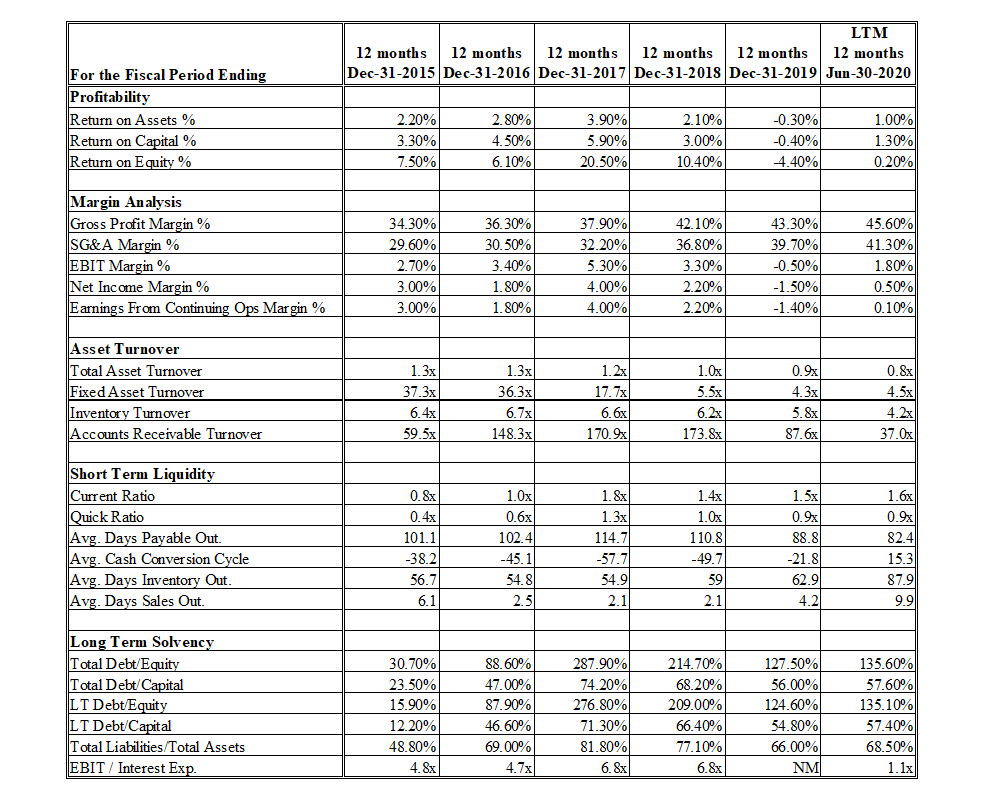 LTM
12 months 12 months 12 months 12 months 12 months 12 months
For the Fiscal Period Ending Dec-31-2015 Dec-31-2016 Dec-31-2017 Dec-31-2018 Dec-31-2019 Jun-30-2020
Profitability
Return on Assets % 2.20% 2.80% 3.90% 2.10% -0.30% 1.00%
Return on Capital % 3.30% 4.50% 5.90% 3.00% -0.40% 1.30%
Return on Equity % 7.50% 6.10% 20.50% 10.40% -4.40% 0.20%
Margin Analysis
Gross Profit Margin % 34.30% 36.30% 37.90% 42.10% 43.30% 45.60%
SG&A Margin % 29.60% 30.50% 32.20% 36.80% 39.70% 41.30%
EBIT Margin % 2.70% 3.40% 5.30% 3.30% -0.50% 1.80%
Net Income Margin % 3.00% 1.80% 4.00% 2.20% -1.50% 0.50%
Earnings From Continuing Ops Margin % 3.00% 1.80% 4.00% 2.20% -1.40% 0.10%
Asset Turnover
Total Asset Turnover 1.3x 1.3x 1.2x 1.0x 0.9x 0.8x
Fixed Asset Turnover 37.3x 36.3x 17.7x 5.5x 4.3x 4.5x
Inventory Turnover 6.4x 6.7x 6.6x 6.2x 5.8x 4.2x
Accounts Receivable Turnover 59.5x 148.3x 170.9x 173.8x 87.6x 37.0x
Short Term Liquidity
Current Ratio 0.8x 1.0x 1.8x 1.4x 1.5x 1.6x
Quick Ratio 0.4x 0.6x 1.3x 1.0x 0.9x 0.9x
Avg. Days Payable Out. 101.1 102.4 114.7 110.8 88.8 82.4
Avg. Cash Conversion Cycle -38.2 -45.1 -57.7 -49.7 -21.8 15.3
Avg. Days Inventory Out. 56.7 54.8 54.9 59 62.9 87.9
Avg. Days Sales Out. 6.1 2.5 2.1 2.1 4.2 9.9
Long Term Solvency
Total Debt/Equity 30.70% 88.60% 287.90% 214.70% 127.50% 135.60%
Total Debt/Capital 23.50% 47.00% 74.20% 68.20% 56.00% 57.60%
LT Debt/Equity 15.90% 87.90% 276.80% 209.00% 124.60% 135.10%
LT Debt/Capital 12.20% 46.60% 71.30% 66.40% 54.80% 57.40%
Total Liabilities/Total Assets 48.80% 69.00% 81.80% 77.10% 66.00% 68.50%
EBIT / Interest Exp. 4.8x 4.7x 6.8x 6.8x NM 1.1x